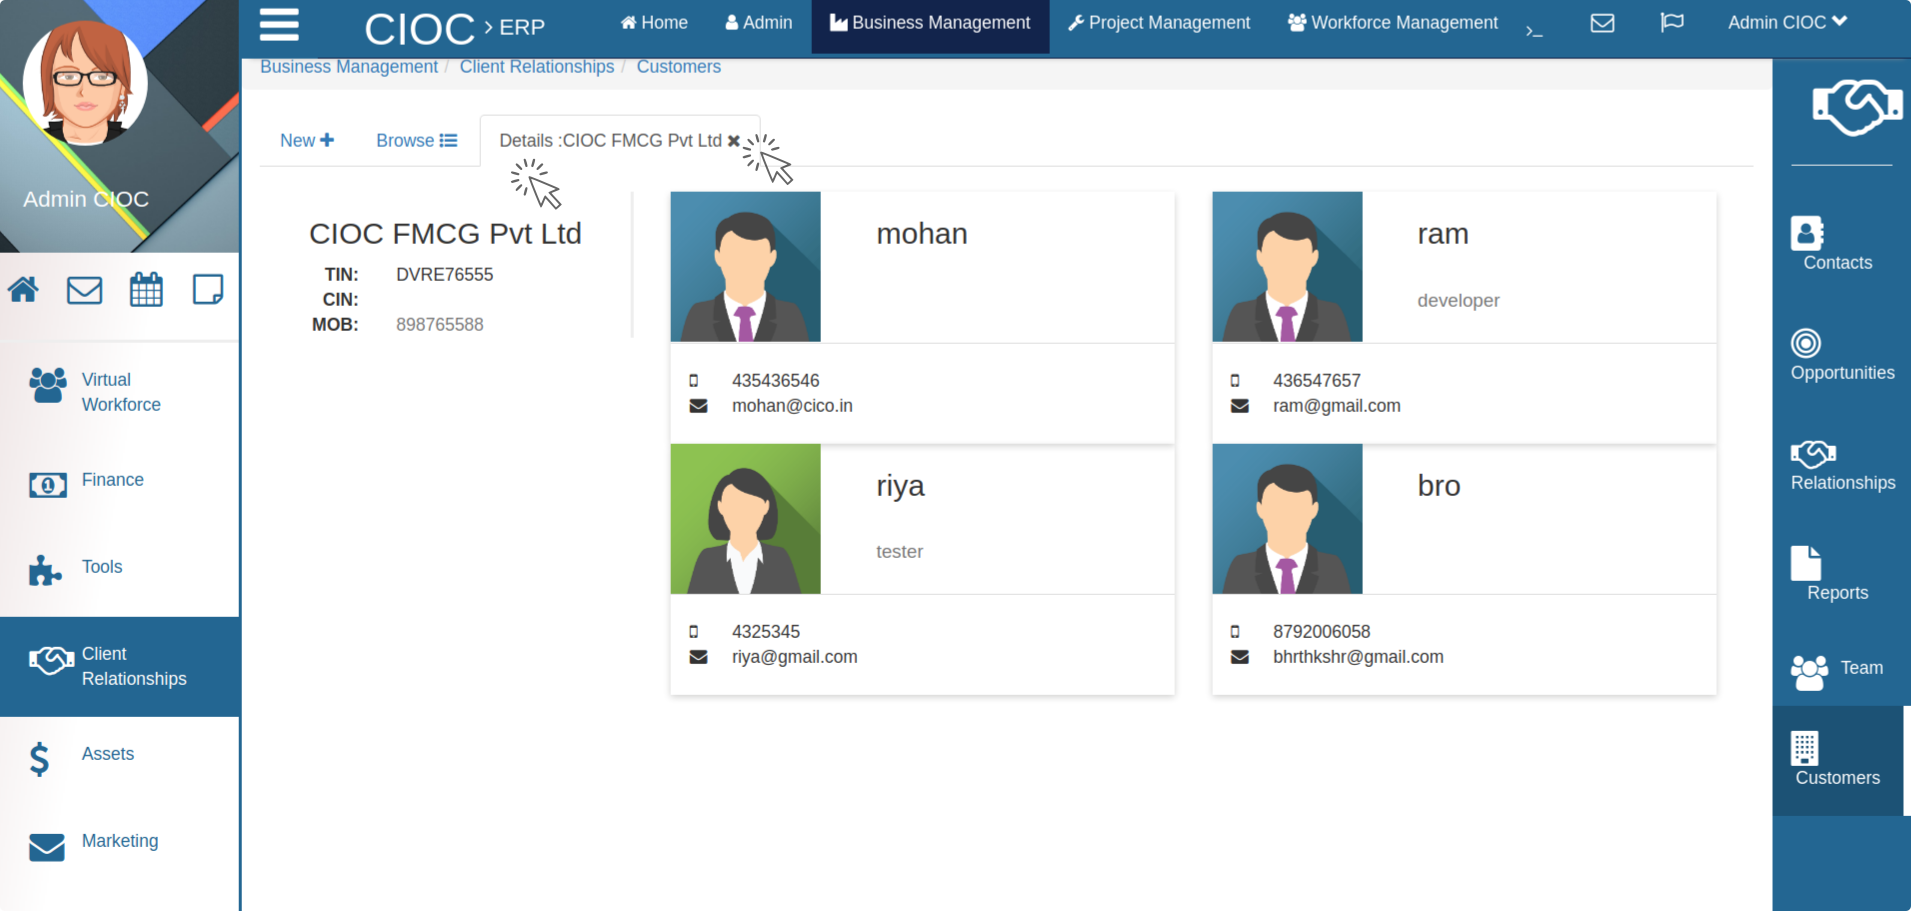 CIOC > ERP
Home
Admin
Business Management
Project Management
Workforce Management
>_
Admin CIOC
Business Management / Client Relationships / Customers
New
Browse
Details :CIOC FMCG Pvt Ltd
Admin CIOC
Virtual
Workforce
Finance
Tools
Client
Relationships
Assets
Marketing
CIOC FMCG Pvt Ltd
TIN: DVRE76555
CIN:
MOB: 898765588
mohan
435436546
mohan@cico.in
ram
developer
436547657
ram@gmail.com
riya
tester
4325345
riya@gmail.com
bro
8792006058
bhrthkshr@gmail.com
Contacts
Opportunities
Relationships
Reports
Team
Customers